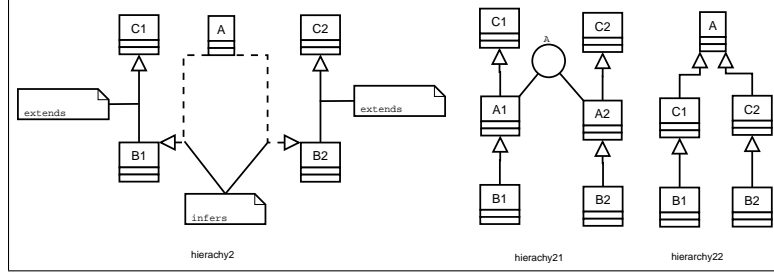 C1
A
C2
extends
extends
B1
B2
infers
hierachy2
C1
A
C2
A1
A2
B1
B2
hierachy21
A
C1
C2
B1
B2
hierarchy22